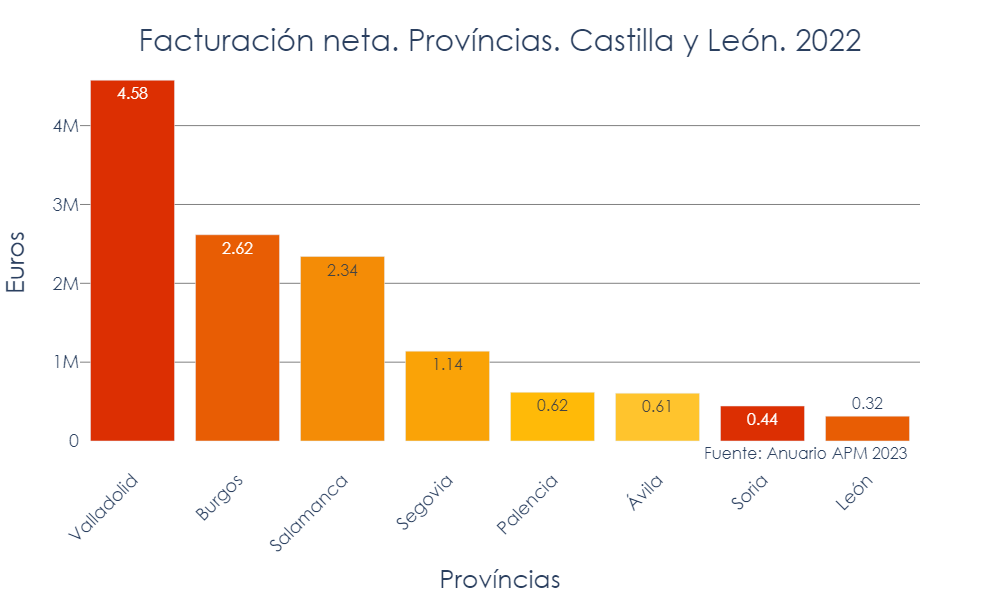 Facturación neta. Províncias. Castilla y León. 2022
Euros
4M
3M
2M
1M
0
4.58
2.62
2.34
1.14
0.62
0.61
0.44
0.32
Fuente: Anuario APM 2023
Valladolid
Burgos
Salamanca
Segovia
Palencia
Ávila
Soria
León
Províncias